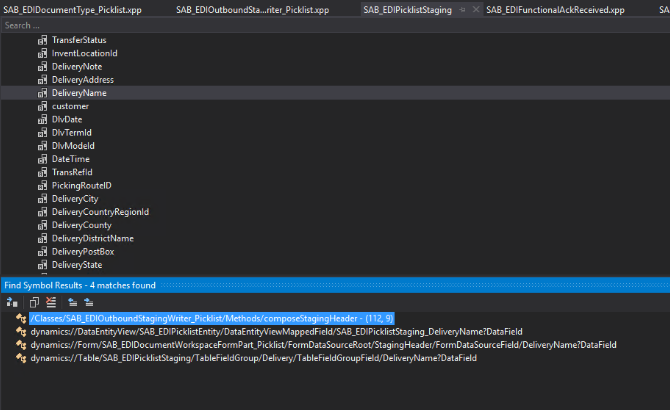 SAB_EDIDocumentType_Picklist.xpp SAB_EDIOutboundSta...riter_Picklist.xpp SAB_EDIPicklistStaging SAB_EDIFunctionalAckReceived.xpp SA
Search ...
TransferStatus
InventLocationId
DeliveryNote
DeliveryAddress
DeliveryName
customer
DlvDate
DlvTermId
DlvModeId
DateTime
TransRefId
PickingRouteID
DeliveryCity
DeliveryCountryRegionId
DeliveryCounty
DeliveryDistrictName
DeliveryPostBox
DeliveryState
Find Symbol Results - 4 matches found
/Classes/SAB_EDIOutboundStagingWriter_Picklist/Methods/composeStagingHeader - (112, 9)
dynamics://DataEntityView/SAB_EDIPicklistEntity/DataEntityViewMappedField/SAB_EDIPicklistStaging_DeliveryName?DataField
dynamics://Form/SAB_EDIDocumentWorkspaceFormPart_Picklist/FormDataSourceRoot/StagingHeader/FormDataSourceField/DeliveryName?DataField
dynamics://Table/SAB_EDIPicklistStaging/TableFieldGroup/Delivery/TableFieldGroupField/DeliveryName?DataField